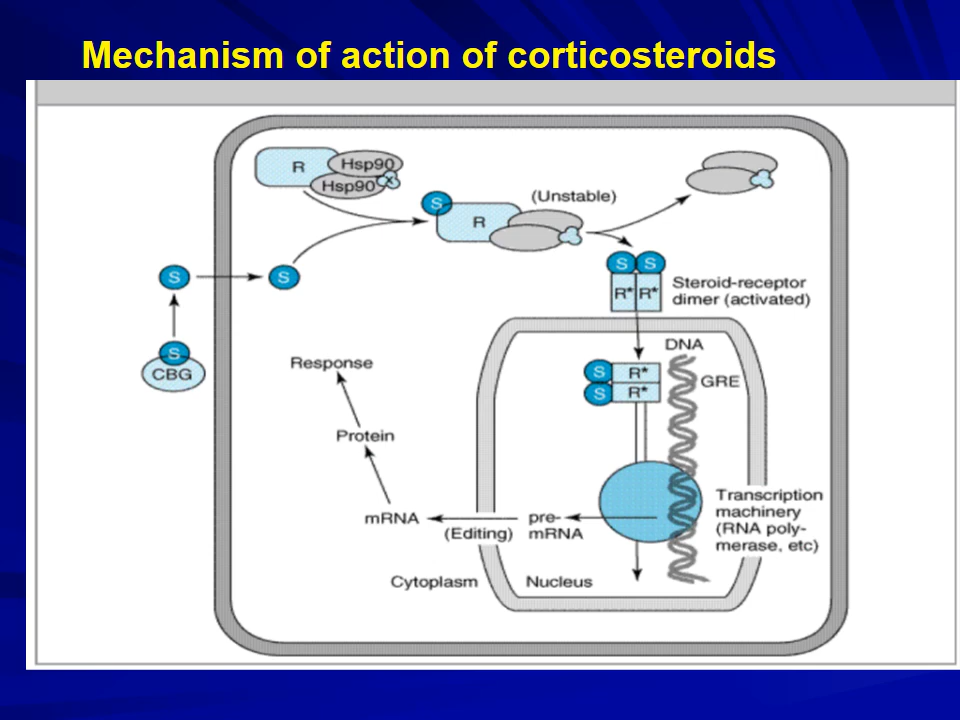 Mechanism of action of corticosteroids
R
Hsp90
Hsp90
X
S
R
(Unstable)
S
S
S
S
Steroid-receptor
dimer (activated)
R*
R*
S
CBG
DNA
GRE
S
R*
S
R*
Response
Protein
mRNA
(Editing)
pre-
mRNA
Transcription
machinery
(RNA poly-
merase, etc)
Cytoplasm
Nucleus